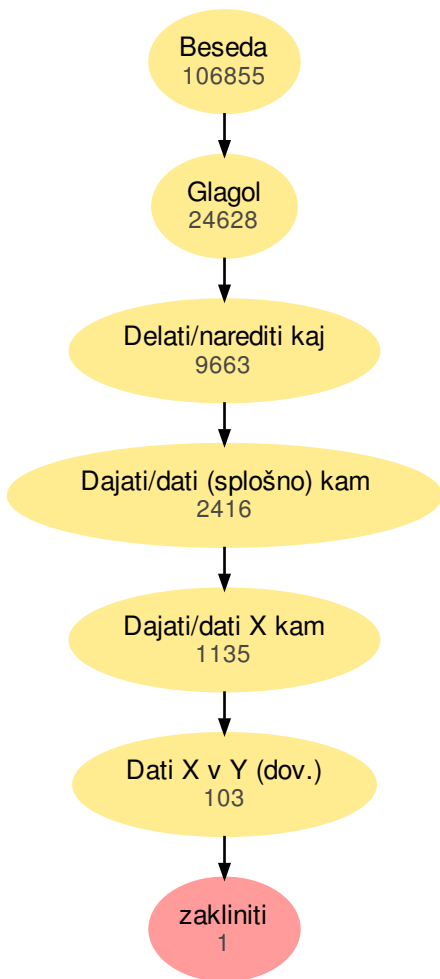 Beseda
106855
Glagol
24628
Delati/narediti kaj
9663
Dajati/dati (splošno) kam
2416
Dajati/dati X kam
1135
Dati X v Y (dov.)
103
zakliniti
1